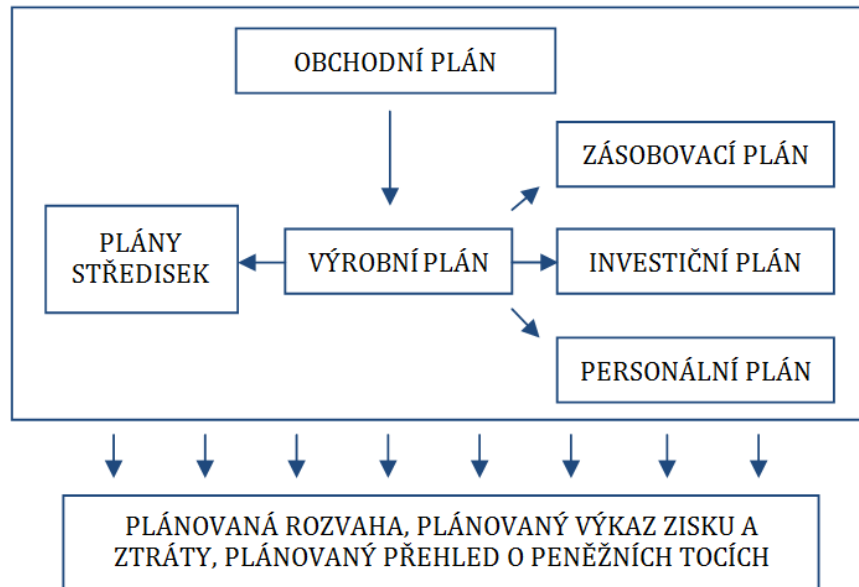 OBCHODNÍ PLÁN
ZÁSOBOVACÍ PLÁN
PLÁNY
STŘEDISEK
VÝROBNÍ PLÁN
INVESTIČNÍ PLÁN
PERSONÁLNÍ PLÁN
PLÁNOVANÁ ROZVAHA, PLÁNOVANÝ VÝKAZ ZISKU A
ZTRÁTY, PLÁNOVANÝ PŘEHLED O PENĚŽNÍCH TOCÍCH